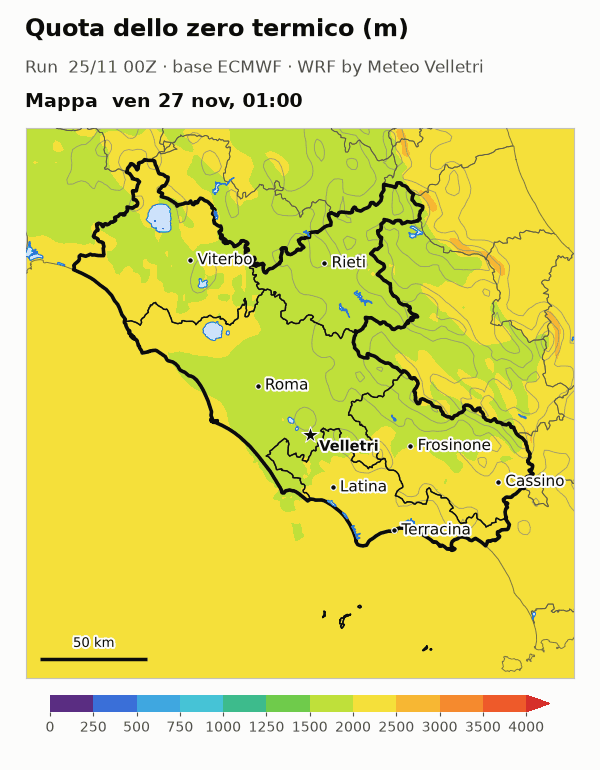 Quota dello zero termico (m)
Run 25/11 00Z · base ECMWF · WRF by Meteo Velletri
Mappa ven 27 nov, 01:00
Viterbo
Rieti
Roma
Velletri
Frosinone
Latina
Cassino
Terracina
50 km
0 250 500 750 1000 1250 1500 2000 2500 3000 3500 4000